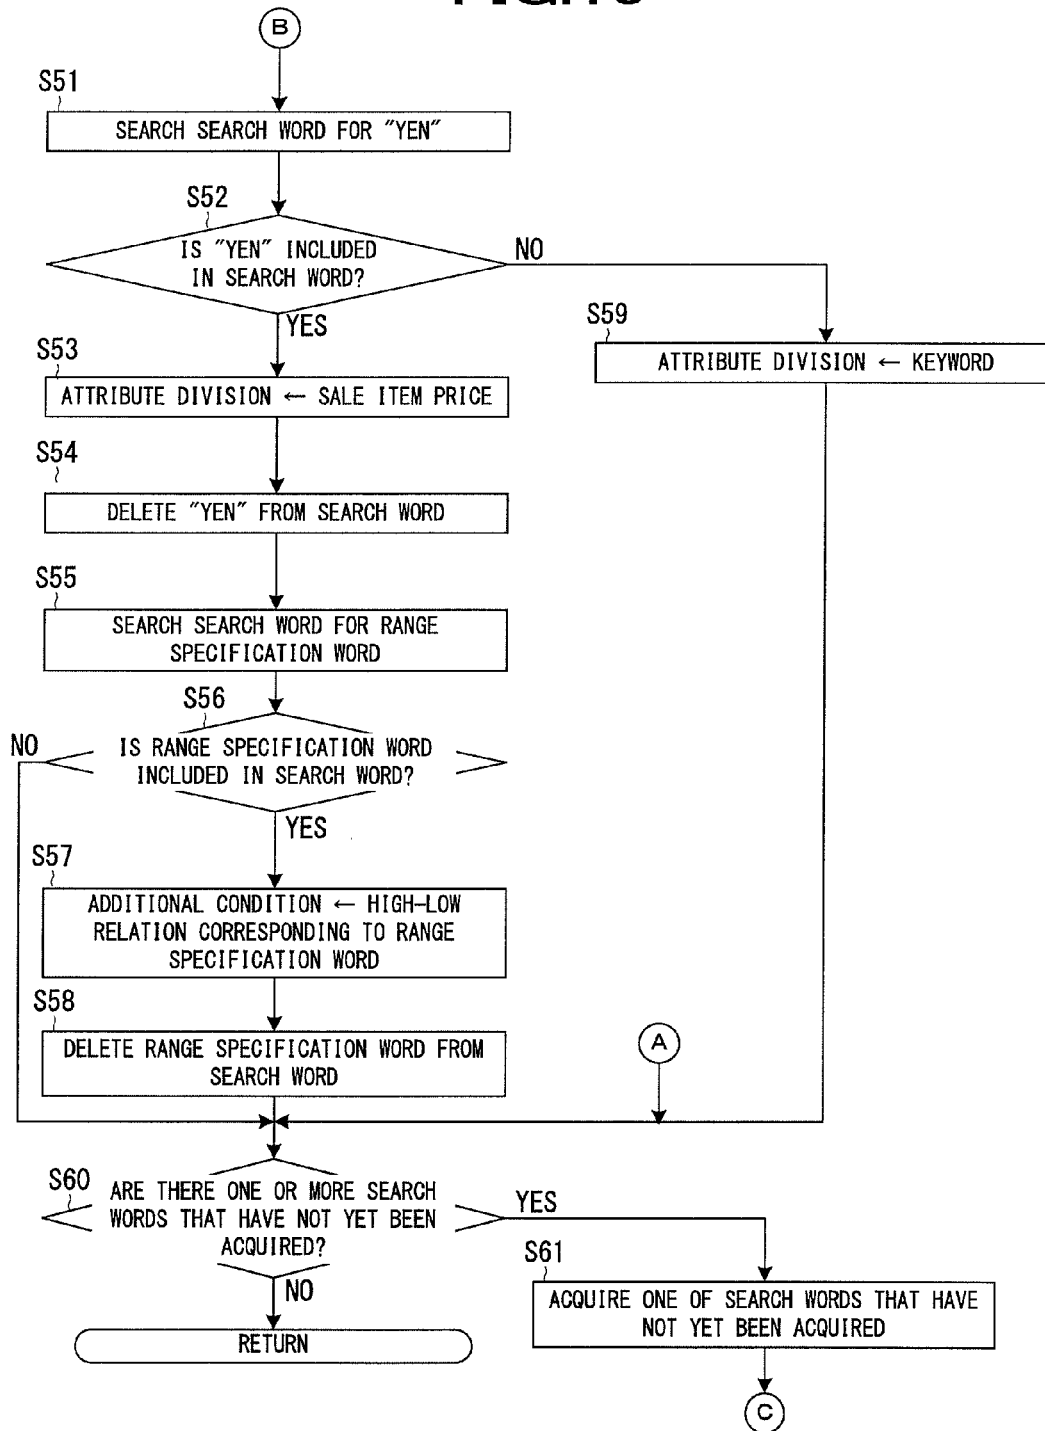 B
S51
SEARCH SEARCH WORD FOR "YEN"
S52
IS "YEN" INCLUDED
IN SEARCH WORD?
NO
YES
S59
ATTRIBUTE DIVISION ← KEYWORD
S53
ATTRIBUTE DIVISION ← SALE ITEM PRICE
S54
DELETE "YEN" FROM SEARCH WORD
S55
SEARCH SEARCH WORD FOR RANGE
SPECIFICATION WORD
S56
NO
IS RANGE SPECIFICATION WORD
INCLUDED IN SEARCH WORD?
YES
S57
ADDITIONAL CONDITION ← HIGH-LOW
RELATION CORRESPONDING TO RANGE
SPECIFICATION WORD
S58
DELETE RANGE SPECIFICATION WORD FROM
SEARCH WORD
A
S60
ARE THERE ONE OR MORE SEARCH
WORDS THAT HAVE NOT YET BEEN
ACQUIRED?
YES
NO
S61
ACQUIRE ONE OF SEARCH WORDS THAT HAVE
NOT YET BEEN ACQUIRED
RETURN
C